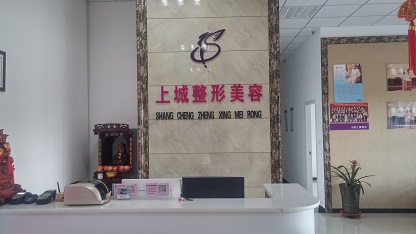 上城整形美容
SHANG CHENG ZHENG XING MEI RONG